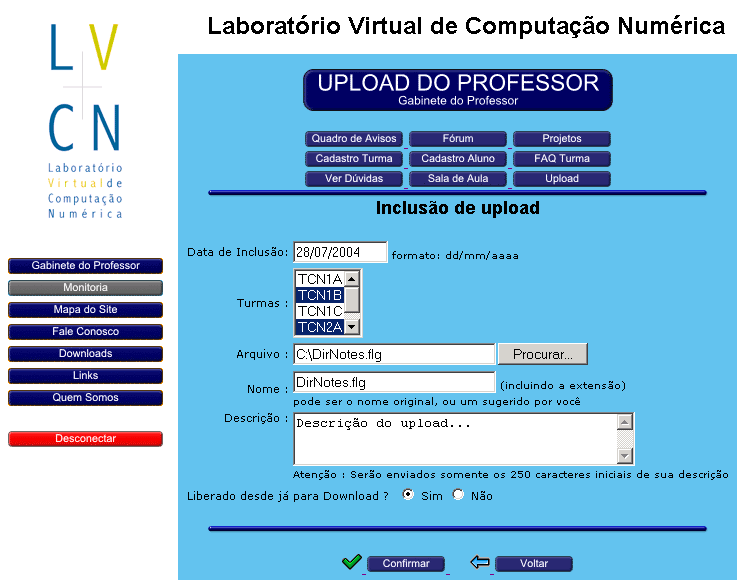 Laboratório Virtual de Computação Numérica
LV
CN
Laboratório
Virtual de
Computação
Numérica
UPLOAD DO PROFESSOR
Gabinete do Professor
Quadro de Avisos Fórum Projetos
Cadastro Turma Cadastro Aluno FAQ Turma
Ver Dúvidas Sala de Aula Upload
Inclusão de upload
Gabinete do Professor
Monitoria
Mapa do Site
Fale Conosco
Downloads
Links
Quem Somos
Desconectar
Data de Inclusão: 28/07/2004 formato: dd/mm/aaaa
Turmas :
TCN1A
TCN1B
TCN1C
TCN2A
Arquivo : C:\DirNotes.flg Procurar...
Nome : DirNotes.flg (incluindo a extensão)
pode ser o nome original, ou um sugerido por você
Descrição : Descrição do upload...
Atenção : Serão enviados somente os 250 caracteres iniciais de sua descrição
Liberado desde já para Download ? Sim Não
Confirmar Voltar